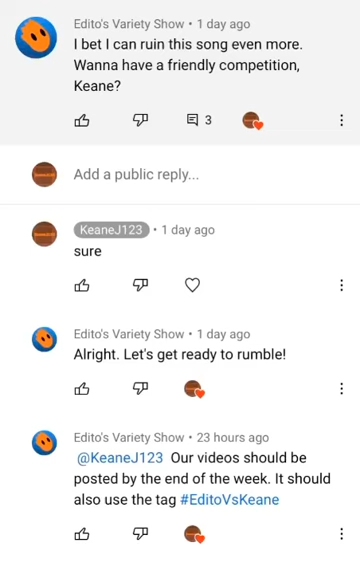 Edito's Variety Show • 1 day ago
I bet I can ruin this song even more.
Wanna have a friendly competition,
Keane?
3
Add a public reply...
KeaneJ123 • 1 day ago
sure
Edito's Variety Show • 1 day ago
Alright. Let's get ready to rumble!
Edito's Variety Show • 23 hours ago
@KeaneJ123 Our videos should be
posted by the end of the week. It should
also use the tag #EditoVsKeane